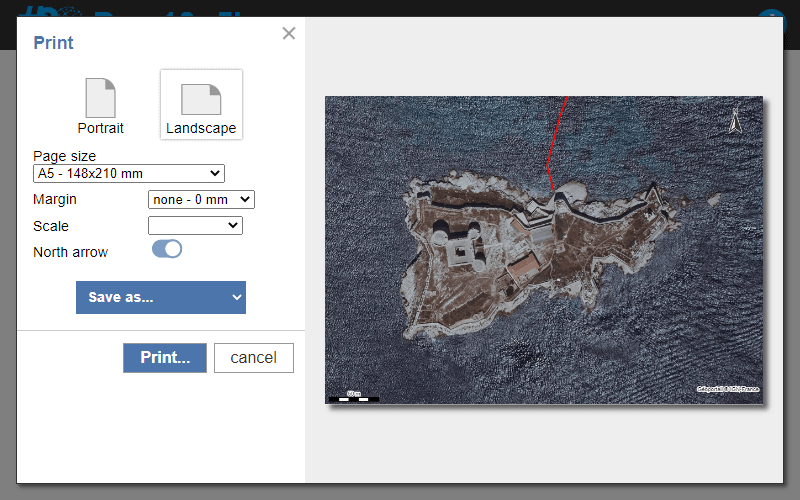 Print
Portrait
Landscape
Page size
A5 - 148x210 mm
Margin
none - 0 mm
Scale
North arrow
Save as...
Print...
cancel
Géoportail © IGN-France